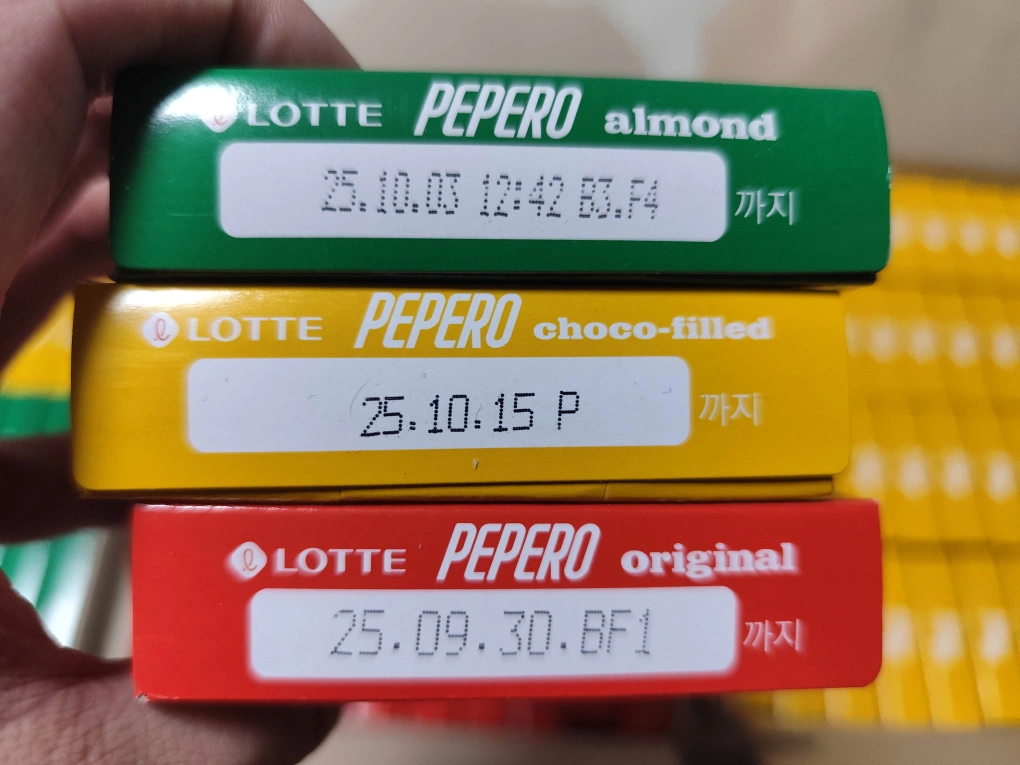 LOTTE PEPERO almond
25.10.03 12:42 B3.F4 까지
LOTTE PEPERO choco-filled
25.10.15 P 까지
LOTTE PEPERO original
25.09.30.BF1 까지